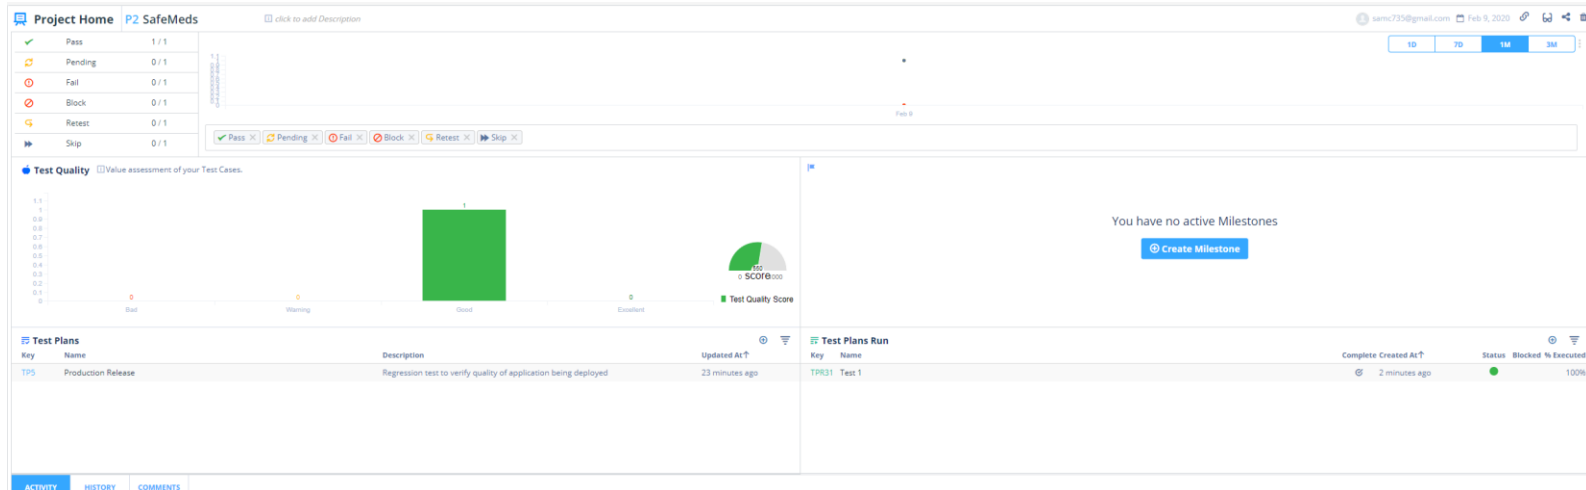 Project Home P2 SafeMeds click to add Description samc735@gmail.com Feb 9, 2020
Pass 1 / 1
Pending 0 / 1
Fail 0 / 1
Block 0 / 1
Retest 0 / 1
Skip 0 / 1
1D 7D 1M 3M
1.1
Feb 9
Pass Pending Fail Block Retest Skip
Test Quality Value assessment of your Test Cases.
1.1
1
0.9
0.8
0.7
0.6
0.5
0.4
0.3
0.2
0.1
0
0 0 1 0
Bad Warning Good Excellent
0 score
Test Quality Score
You have no active Milestones
Create Milestone
Test Plans
Key Name Description Updated At
TP5 Production Release Regression test to verify quality of application being deployed 23 minutes ago
Test Plans Run
Key Name Complete Created At Status Blocked % Executed
TPR31 Test 1 2 minutes ago 100%
ACTIVITY HISTORY COMMENTS